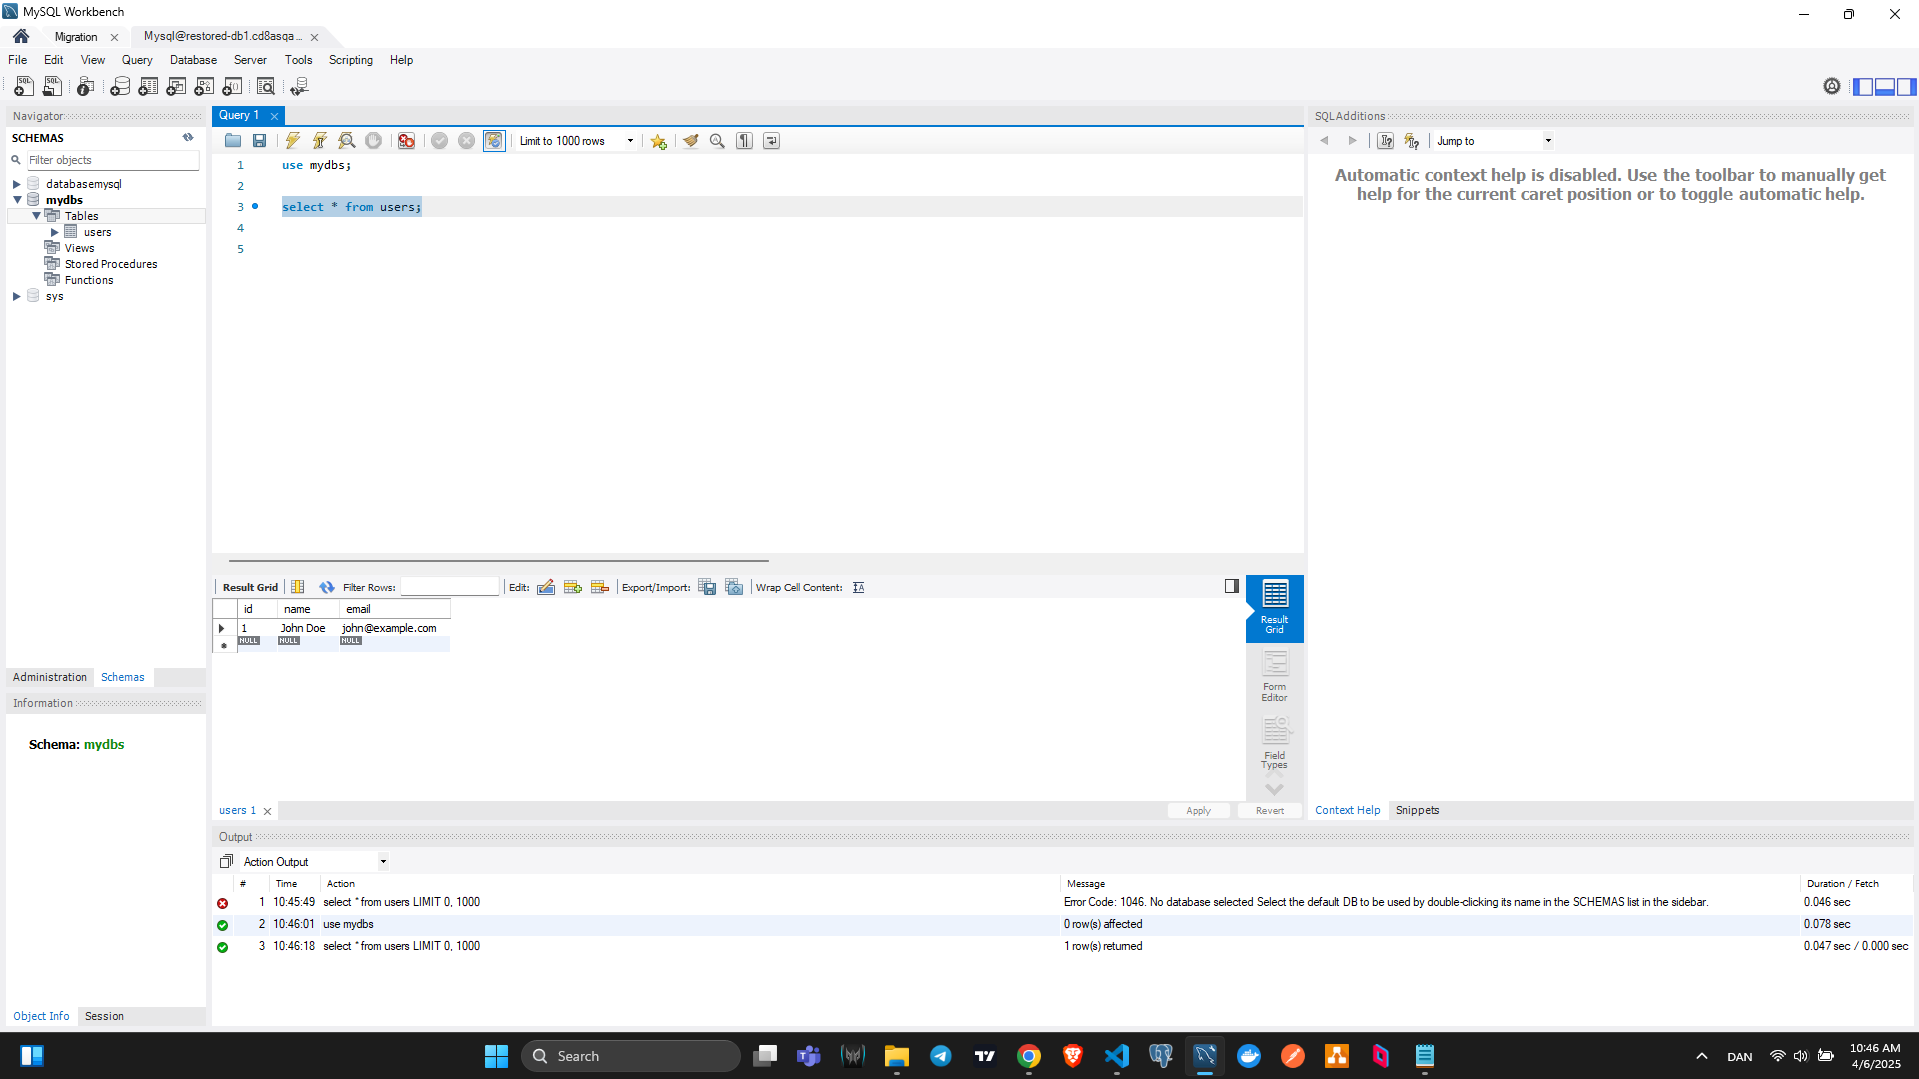 MySQL Workbench
Migration
Mysql@restored-db1.cd8asqa...
File Edit View Query Database Server Tools Scripting Help
Navigator
SCHEMAS
Filter objects
databasemysql
mydbs
Tables
users
Views
Stored Procedures
Functions
sys
Administration Schemas
Information
Schema: mydbs
Object Info Session
Query 1
Limit to 1000 rows
1 use mydbs;
2
3 select * from users;
4
5
Result Grid Filter Rows: Edit: Export/Import: Wrap Cell Content:
id name email
1 John Doe john@example.com
NULL NULL NULL
Result Grid
Form Editor
Field Types
users 1
Apply Revert
SQLAdditions
Jump to
Automatic context help is disabled. Use the toolbar to manually get
help for the current caret position or to toggle automatic help.
Context Help Snippets
Output
Action Output
# Time Action Message Duration / Fetch
1 10:45:49 select * from users LIMIT 0, 1000 Error Code: 1046. No database selected Select the default DB to be used by double-clicking its name in the SCHEMAS list in the sidebar. 0.046 sec
2 10:46:01 use mydbs 0 row(s) affected 0.078 sec
3 10:46:18 select * from users LIMIT 0, 1000 1 row(s) returned 0.047 sec / 0.000 sec
Search
DAN
10:46 AM
4/6/2025